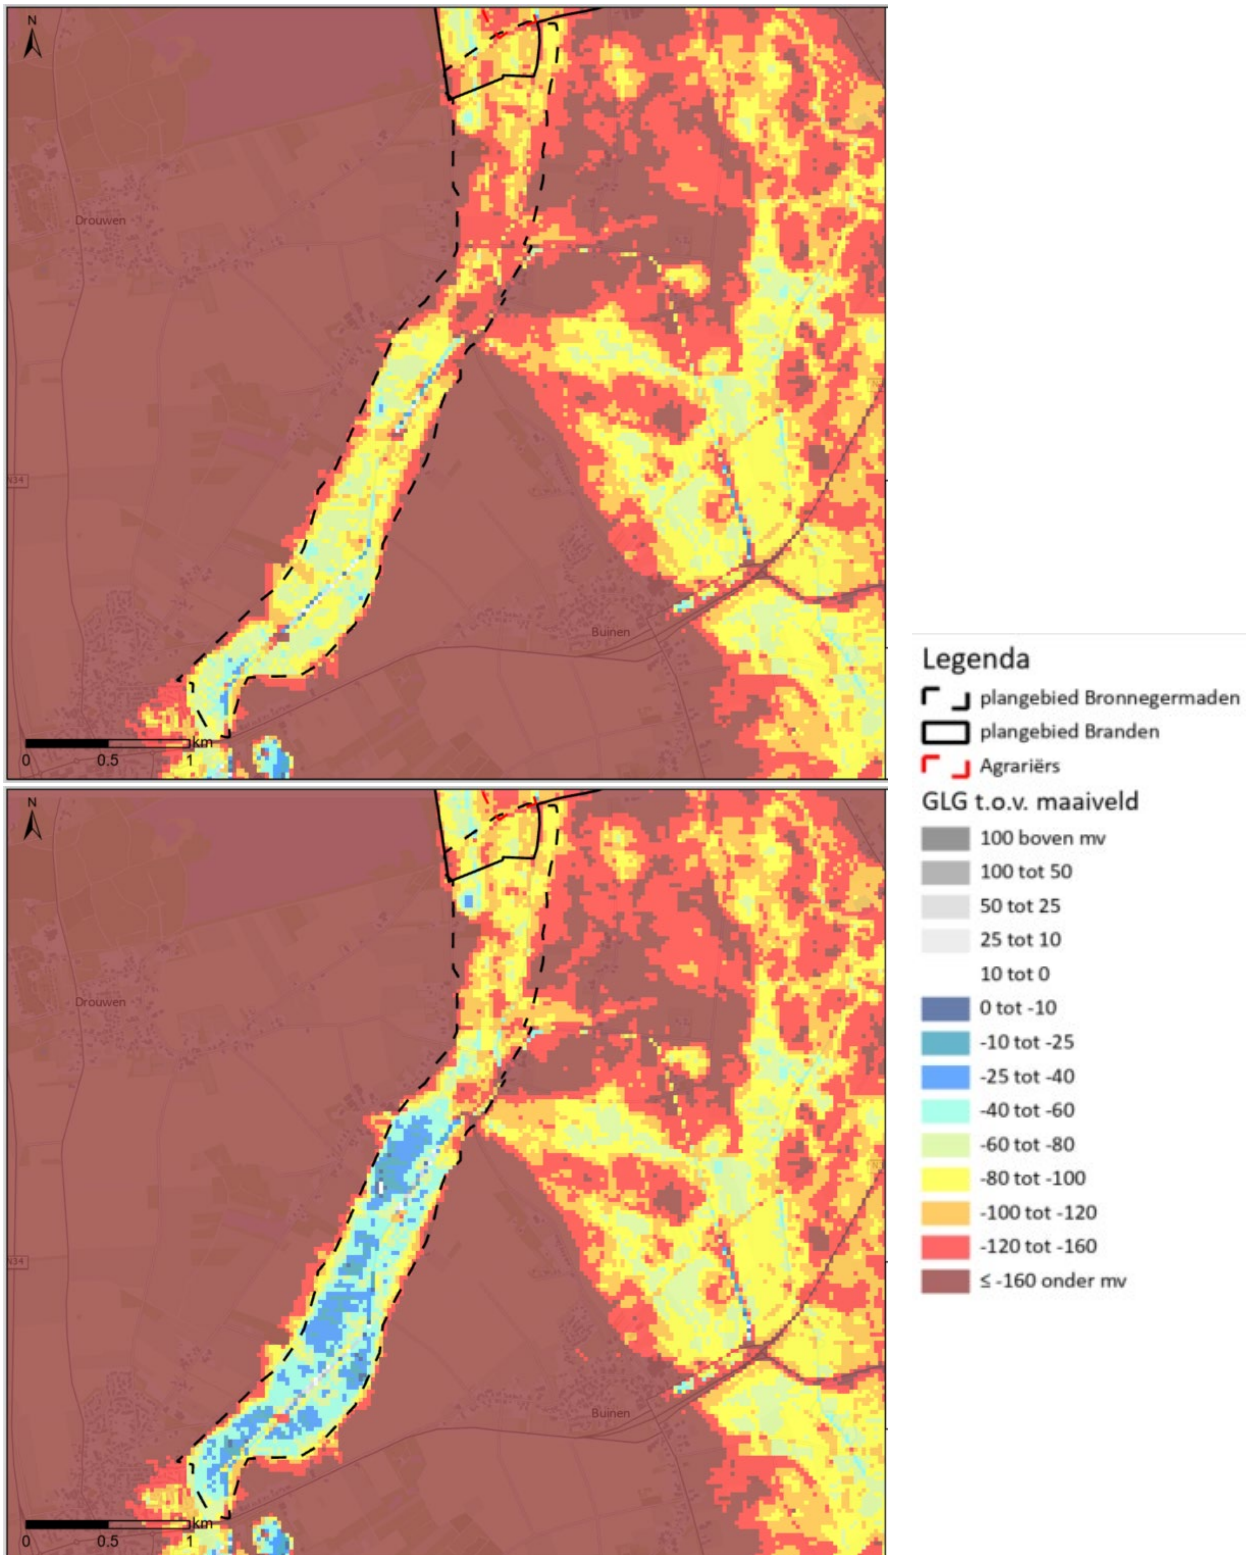 N
Drouwen
N34
Buinen
km
0 0.5 1
Legenda
plangebied Bronnegermaden
plangebied Branden
Agrariërs
GLG t.o.v. maaiveld
100 boven mv
100 tot 50
50 tot 25
25 tot 10
10 tot 0
0 tot -10
-10 tot -25
-25 tot -40
-40 tot -60
-60 tot -80
-80 tot -100
-100 tot -120
-120 tot -160
≤ -160 onder mv
N
Drouwen
N34
Buinen
km
0 0.5 1